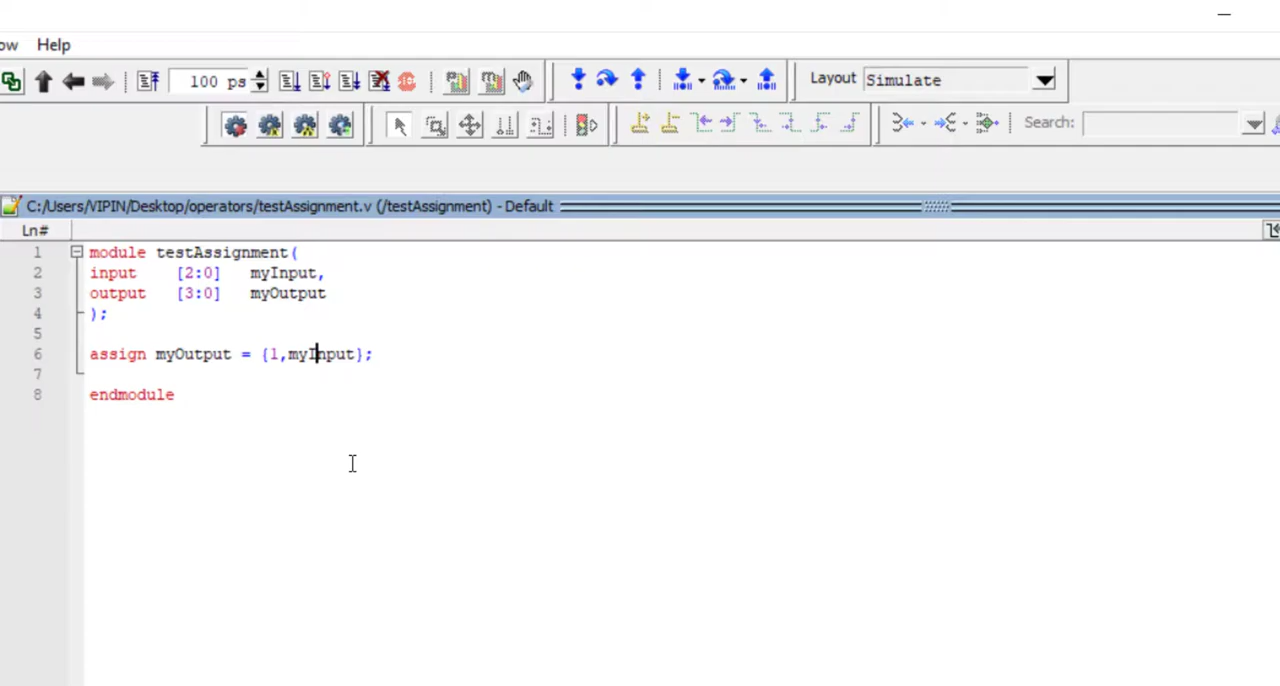 ow Help
100 ps Layout Simulate
Search:
C:/Users/VIPIN/Desktop/operators/testAssignment.v (/testAssignment) - Default
Ln#
1 module testAssignment(
2 input [2:0] myInput,
3 output [3:0] myOutput
4 );
5
6 assign myOutput = {1,myInput};
7
8 endmodule